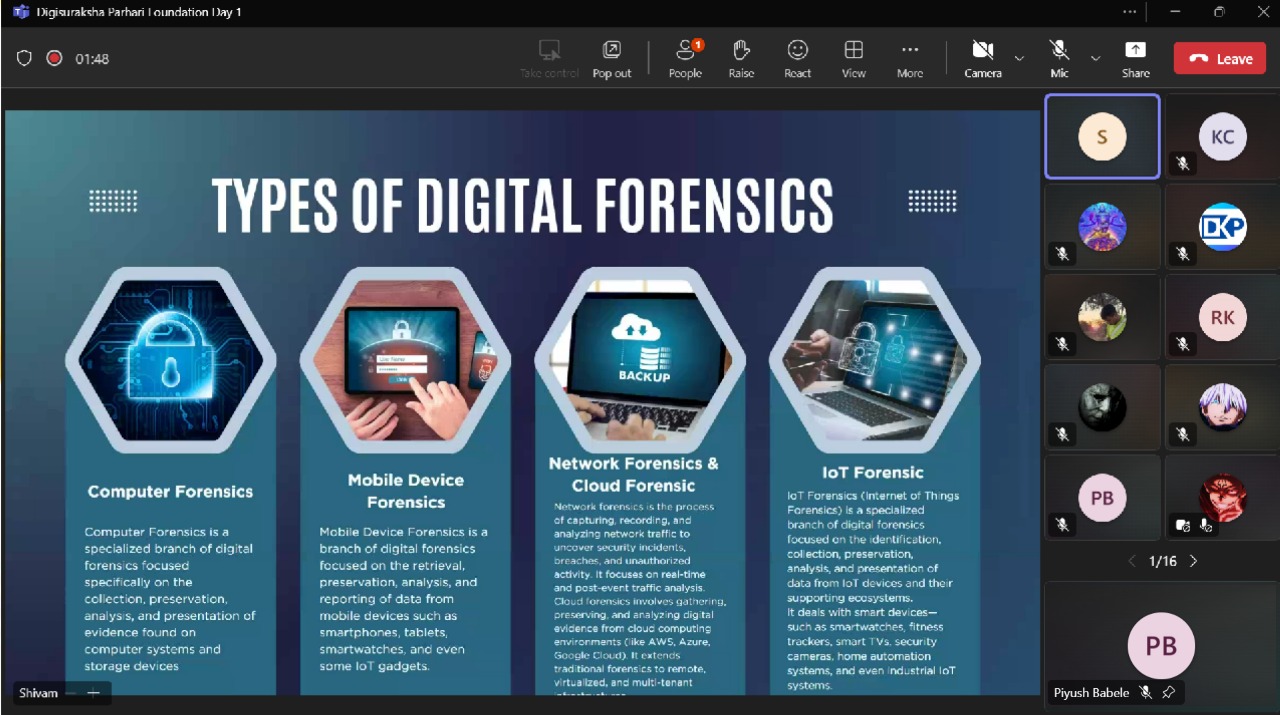 Digisuraksha Parhari Foundation Day 1
01:48
Take control
Pop out
1
People
Raise
React
View
More
Camera
Mic
Share
Leave
TYPES OF DIGITAL FORENSICS
Computer Forensics
Computer Forensics is a
specialized branch of digital
forensics focused
specifically on the
collection, preservation,
analysis, and presentation of
evidence found on
computer systems and
storage devices
Mobile Device
Forensics
Mobile Device Forensics is a
branch of digital forensics
focused on the retrieval,
preservation, analysis, and
reporting of data from
mobile devices such as
smartphones, tablets,
smartwatches, and even
some IoT gadgets.
BACKUP
Network Forensics &
Cloud Forensic
Network forensics is the process
of capturing, recording, and
analyzing network traffic to
uncover security incidents,
breaches, and unauthorized
activity. It focuses on real-time
and post-event traffic analysis.
Cloud forensics involves gathering,
preserving, and analyzing digital
evidence from cloud computing
environments (like AWS, Azure,
Google Cloud). It extends
traditional forensics to remote,
virtualized, and multi-tenant
IoT Forensic
IoT Forensics (Internet of Things
Forensics) is a specialized
branch of digital forensics
focused on the identification,
collection, preservation,
analysis, and presentation of
data from IoT devices and their
supporting ecosystems.
It deals with smart devices—
such as smartwatches, fitness
trackers, smart TVs, security
cameras, home automation
systems, and even industrial IoT
systems.
Shivam
S
KC
DKP
RK
PB
1/16
PB
Piyush Babele